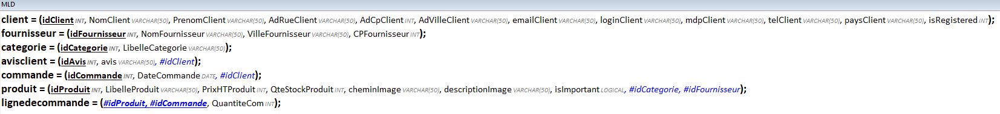 MLD
client = (idClient INT, NomClient VARCHAR(50), PrenomClient VARCHAR(50), AdRueClient VARCHAR(50), AdCpClient INT, AdVilleClient VARCHAR(50), emailClient VARCHAR(50), loginClient VARCHAR(50), mdpClient VARCHAR(50), telClient VARCHAR(50), paysClient VARCHAR(50), isRegistered INT);
fournisseur = (idFournisseur INT, NomFournisseur VARCHAR(50), VilleFournisseur VARCHAR(50), CPFournisseur INT);
categorie = (idCategorie INT, LibelleCategorie VARCHAR(50));
avisclient = (idAvis INT, avis VARCHAR(50), #idClient);
commande = (idCommande INT, DateCommande DATE, #idClient);
produit = (idProduit INT, LibelleProduit VARCHAR(50), PrixHTProduit INT, QteStockProduit INT, cheminImage VARCHAR(50), descriptionImage VARCHAR(50), isImportant LOGICAL, #idCategorie, #idFournisseur);
lignedecommande = (#idProduit, #idCommande, QuantiteCom INT);